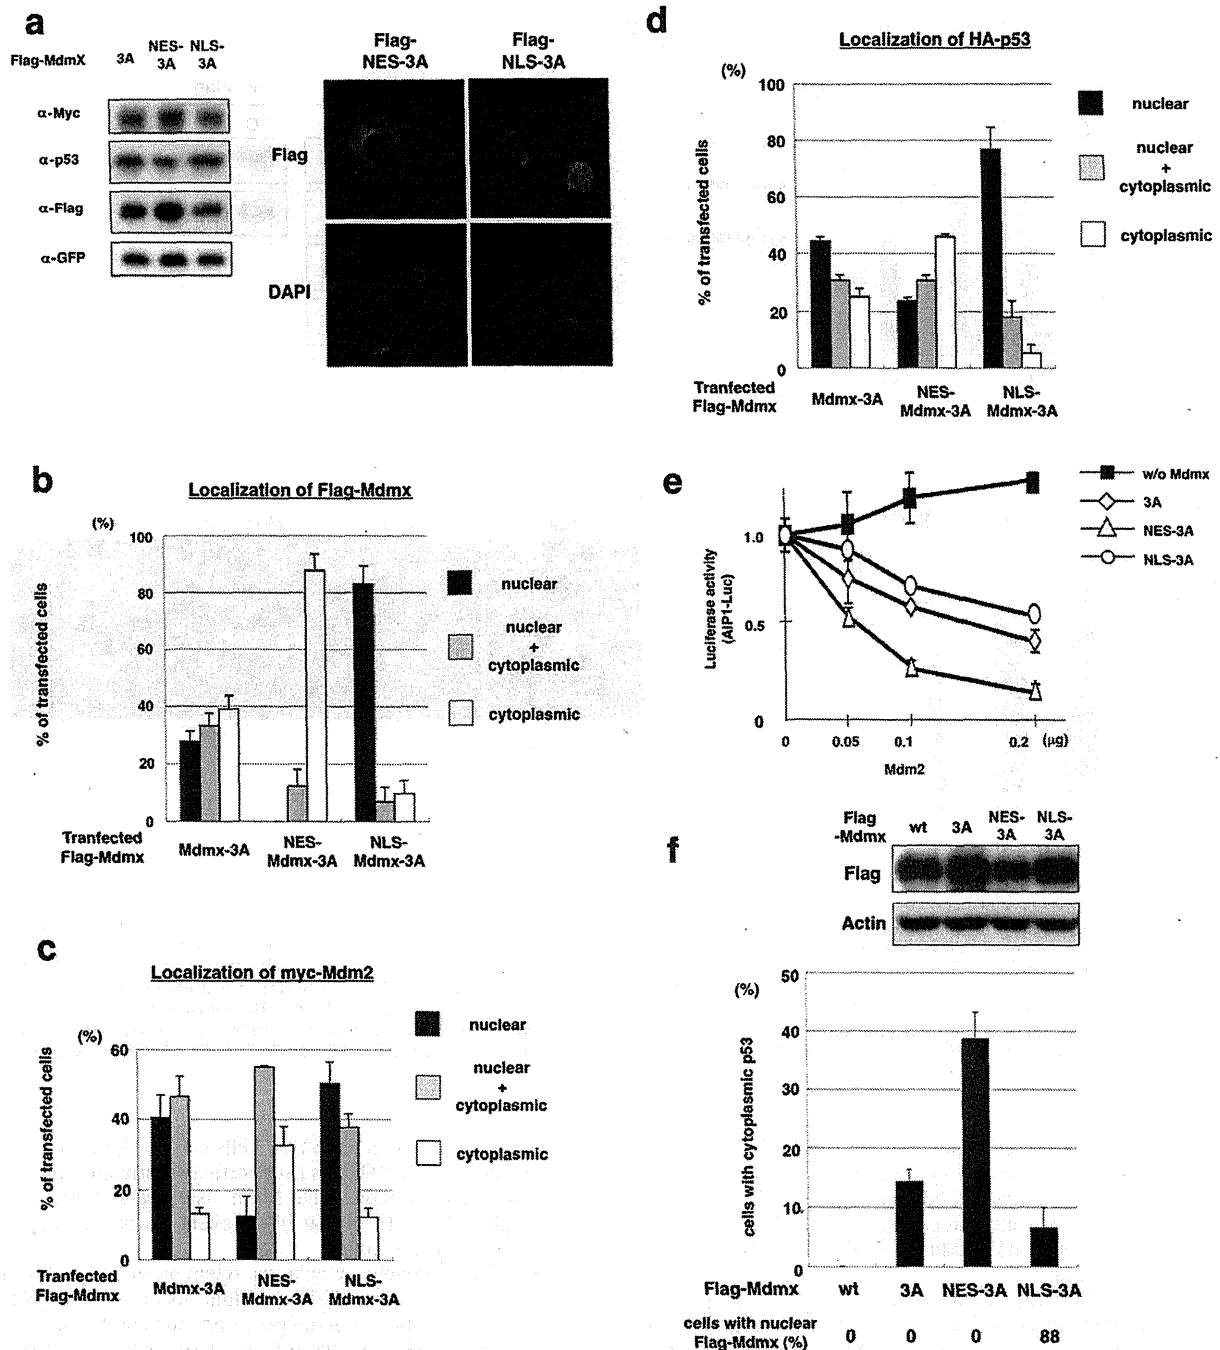 a
Flag-MdmX
3A
NES-
3A
NLS-
3A
α-Myc
α-p53
α-Flag
α-GFP
Flag-
NES-3A
Flag-
NLS-3A
Flag
DAPI
b
Localization of Flag-Mdmx
(%)
% of transfected cells
100
80
60
40
20
0
nuclear
nuclear
+
cytoplasmic
cytoplasmic
Tranfected
Flag-Mdmx
Mdmx-3A
NES-
Mdmx-3A
NLS-
Mdmx-3A
c
Localization of myc-Mdm2
(%)
% of transfected cells
60
40
20
0
nuclear
nuclear
+
cytoplasmic
cytoplasmic
Tranfected
Flag-Mdmx
Mdmx-3A
NES-
Mdmx-3A
NLS-
Mdmx-3A
d
Localization of HA-p53
(%)
% of transfected cells
100
80
60
40
20
0
nuclear
nuclear
+
cytoplasmic
cytoplasmic
Tranfected
Flag-Mdmx
Mdmx-3A
NES-
Mdmx-3A
NLS-
Mdmx-3A
e
w/o Mdmx
3A
NES-3A
NLS-3A
Luciferase activity
(AIP1-Luc)
1.0
0.5
0
0 0.05 0.1 0.2 (μg)
Mdm2
f
Flag
-Mdmx
wt
3A
NES-
3A
NLS-
3A
Flag
Actin
(%)
cells with cytoplasmic p53
50
40
30
20
10
0
Flag-Mdmx wt 3A NES-3A NLS-3A
cells with nuclear
Flag-Mdmx (%)
0 0 0 88